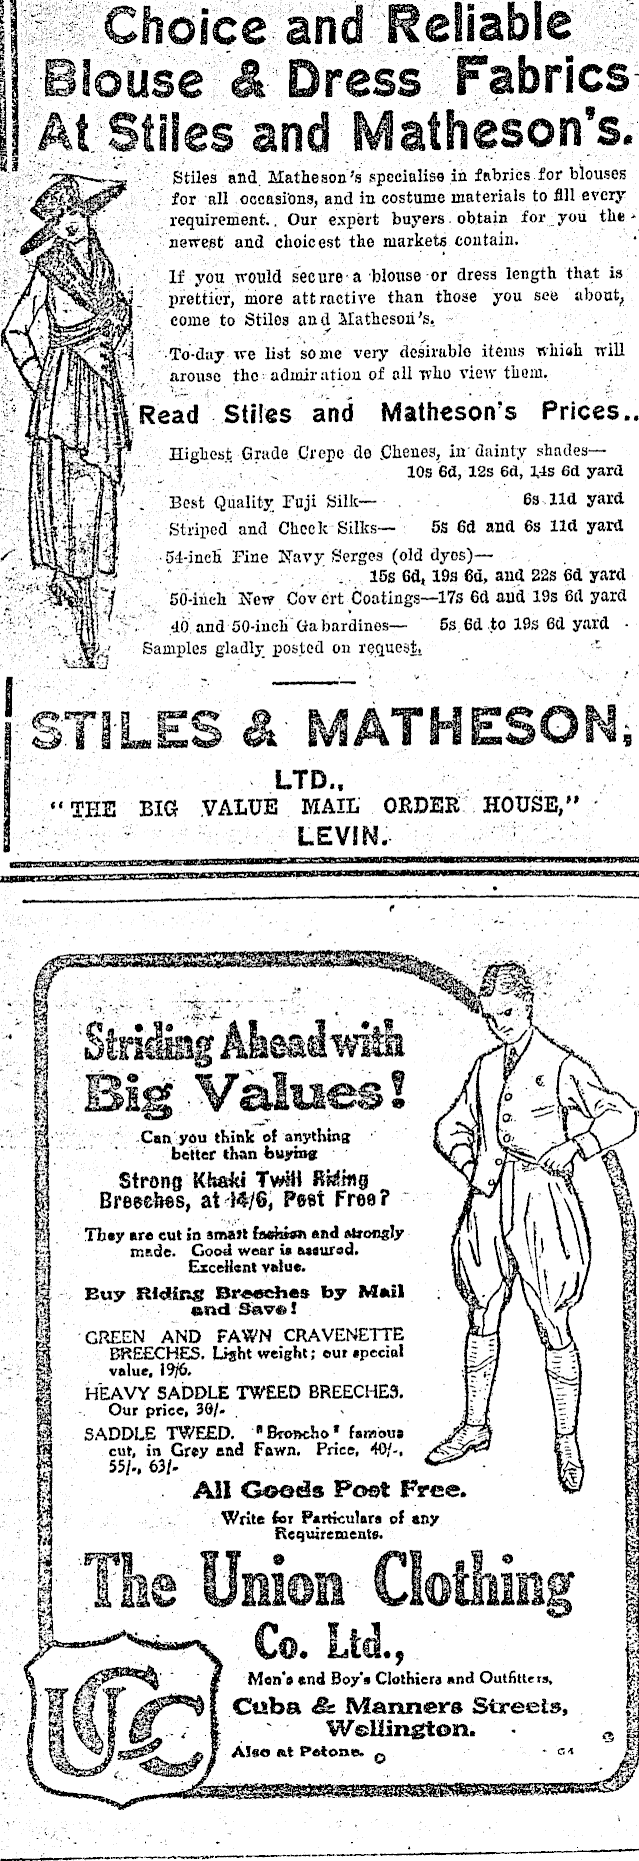 Choice and Reliable
Blouse & Dress Fabrics
At Stiles and Matheson's.
Stiles and Matheson's specialise in fabrics for blouses
for all occasions, and in costume materials to fill every
requirement. Our expert buyers obtain for you the
newest and choicest the markets contain.
If you would secure a blouse or dress length that is
prettier, more attractive than those you see about,
come to Stiles and Matheson's.
To-day we list some very desirable items which will
arouse the admiration of all who view them.
Read Stiles and Matheson's Prices..
Highest Grade Crepe de Chenes, in dainty shades—
10s 6d, 12s 6d, 14s 6d yard
Best Quality Fuji Silk— 6s 11d yard
Striped and Check Silks— 5s 6d and 6s 11d yard
54-inch Fine Navy Serges (old dyes)—
15s 6d, 19s 6d, and 22s 6d yard
50-inch New Covert Coatings—17s 6d and 19s 6d yard
40 and 50-inch Gabardines— 5s 6d to 19s 6d yard
Samples gladly posted on request.
STILES & MATHESON,
LTD.,
"THE BIG VALUE MAIL ORDER HOUSE,"
LEVIN.
Striding Ahead with
Big Values!
Can you think of anything
better than buying
Strong Khaki Twill Riding
Breeches, at 14/6, Post Free?
They are cut in smart fashion and strongly
made. Good wear is assured.
Excellent value.
Buy Riding Breeches by Mail
and Save!
GREEN AND FAWN CRAVENETTE
BREECHES. Light weight; our special
value, 19/6.
HEAVY SADDLE TWEED BREECHES.
Our price, 30/-
SADDLE TWEED. "Broncho" famous
cut, in Grey and Fawn. Price, 40/-,
55/-, 63/-
All Goods Post Free.
Write for Particulars of any
Requirements.
The Union Clothing
Co. Ltd.,
Men's and Boy's Clothiers and Outfitters,
Cuba & Manners Streets,
Wellington.
Also at Petone.
G4
UCC